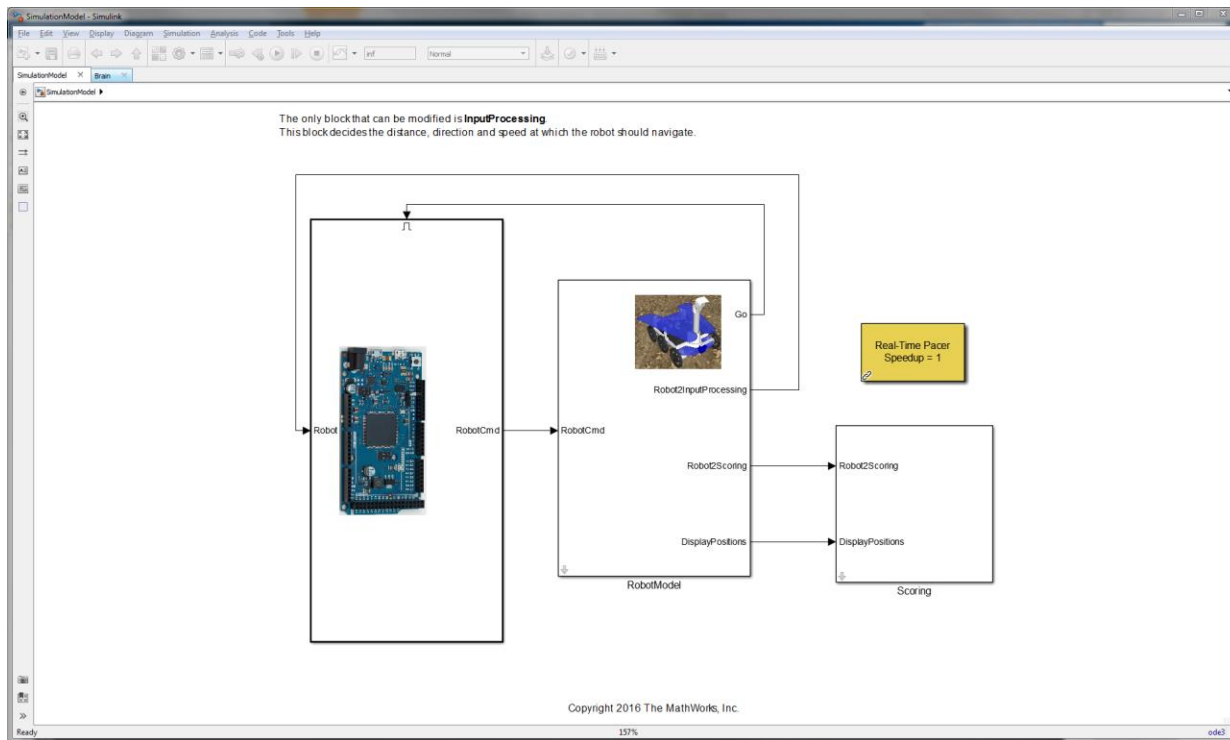 SimulationModel - Simulink
File Edit View Display Diagram Simulation Analysis Code Tools Help
inf Normal
SimulationModel Brain
SimulationModel
The only block that can be modified is InputProcessing.
This block decides the distance, direction and speed at which the robot should navigate.
Go
Real-Time Pacer
Speedup = 1
Robot2InputProcessing
Robot RobotCmd RobotCmd
Robot2Scoring Robot2Scoring
DisplayPositions DisplayPositions
RobotModel
Scoring
Copyright 2016 The MathWorks, Inc.
Ready 157% ode3